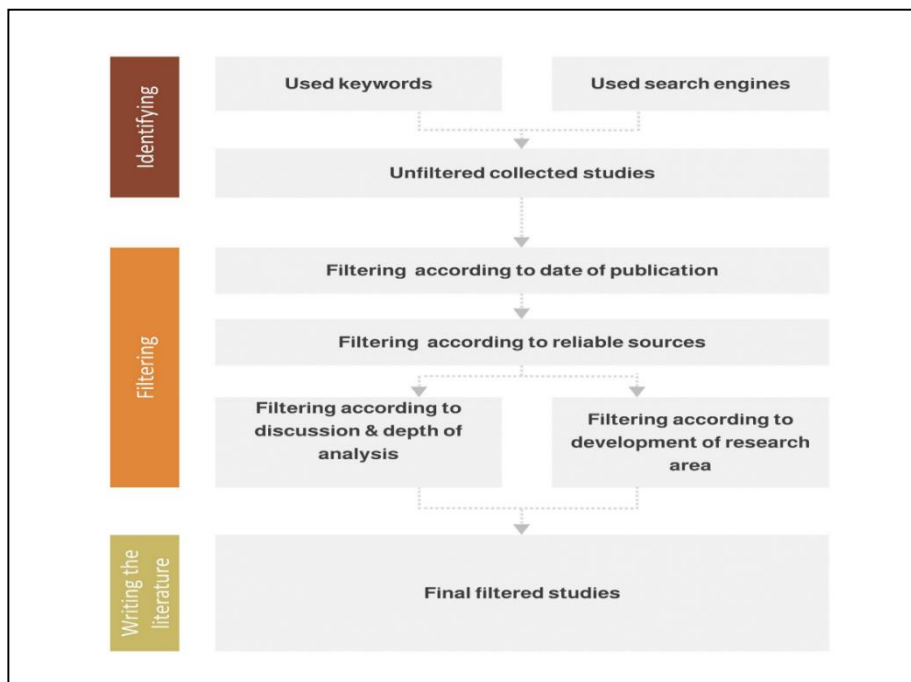 Identifying
Used keywords
Used search engines
Unfiltered collected studies
Filtering
Filtering according to date of publication
Filtering according to reliable sources
Filtering according to
discussion & depth of
analysis
Filtering according to
development of research
area
Writing the
literature
Final filtered studies